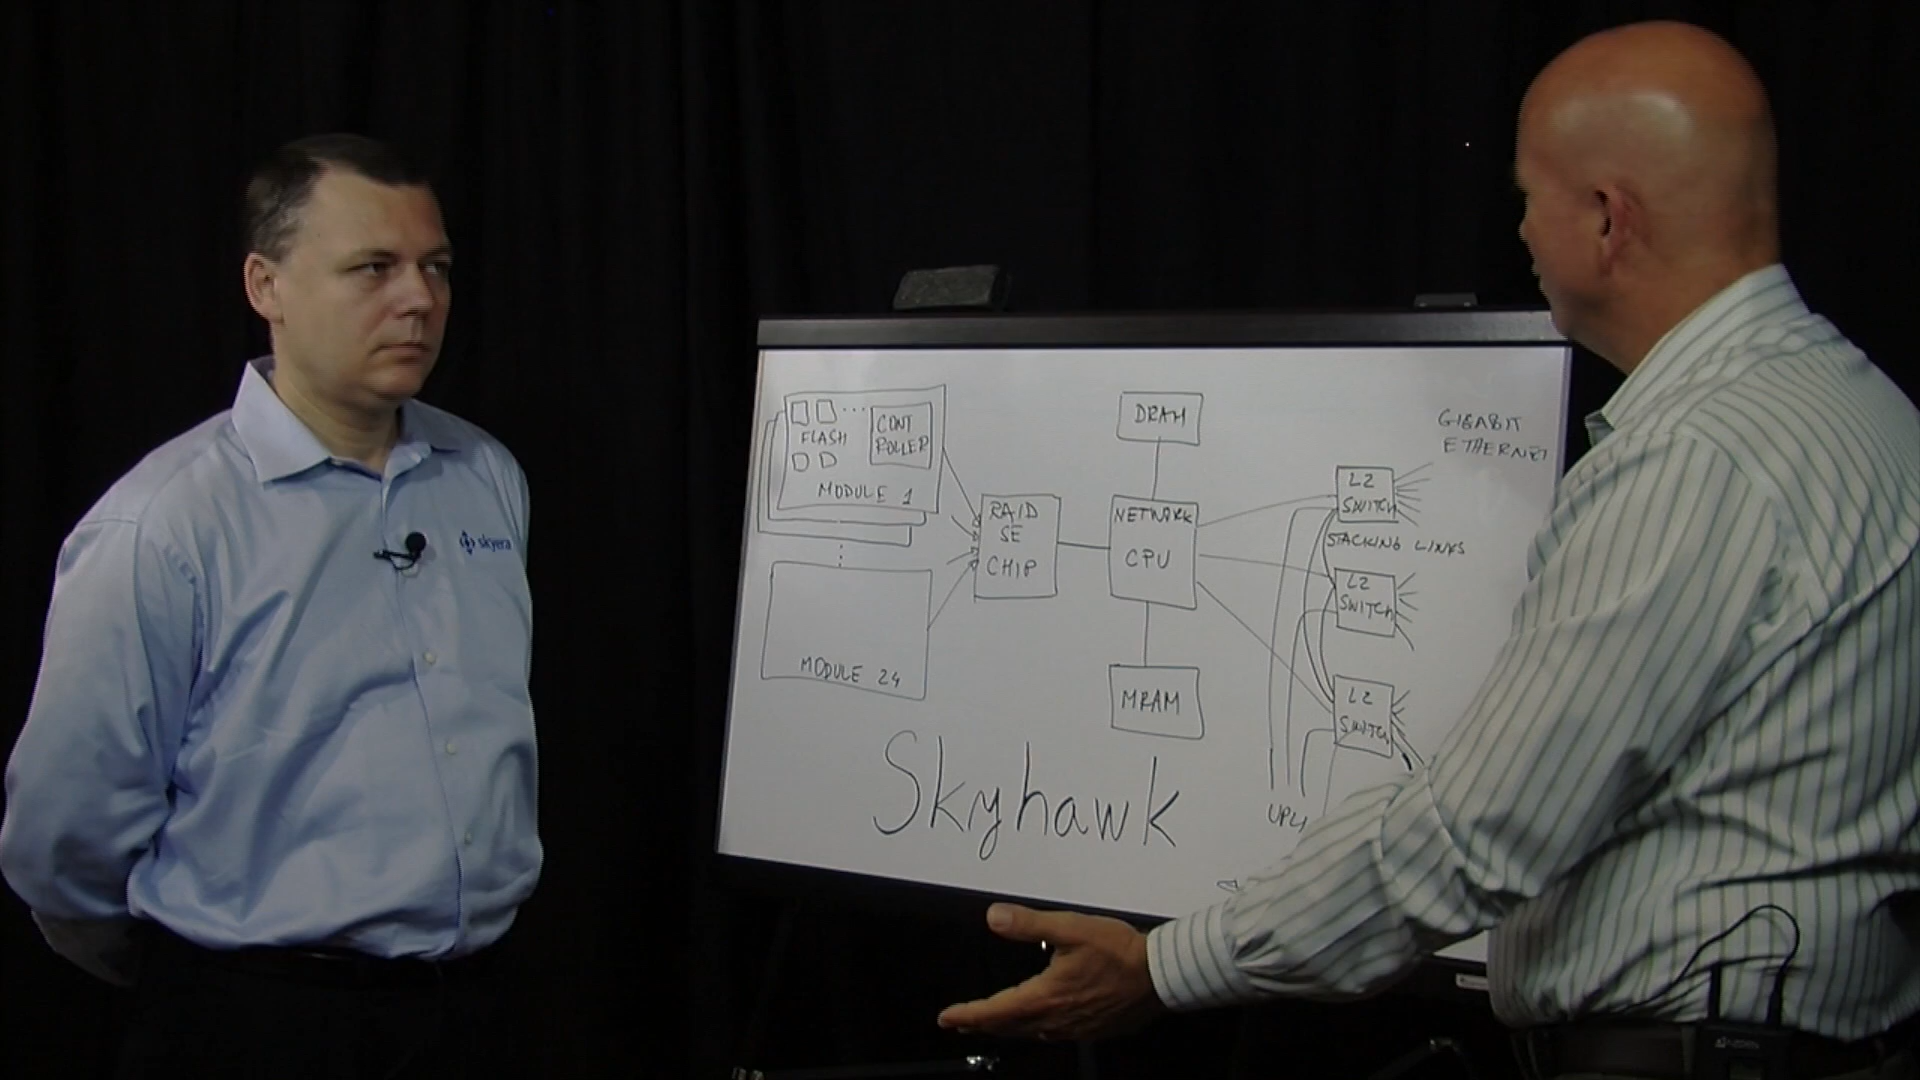 skyera
FLASH
CONT
ROLLER
MODULE 1
MODULE 24
RAID
SE
CHIP
DRAM
NETWORK
CPU
MRAM
GIGABIT
ETHERNET
L2
SWITCH
STACKING LINKS
L2
SWITCH
L2
SWITCH
UPLI
Skyhawk